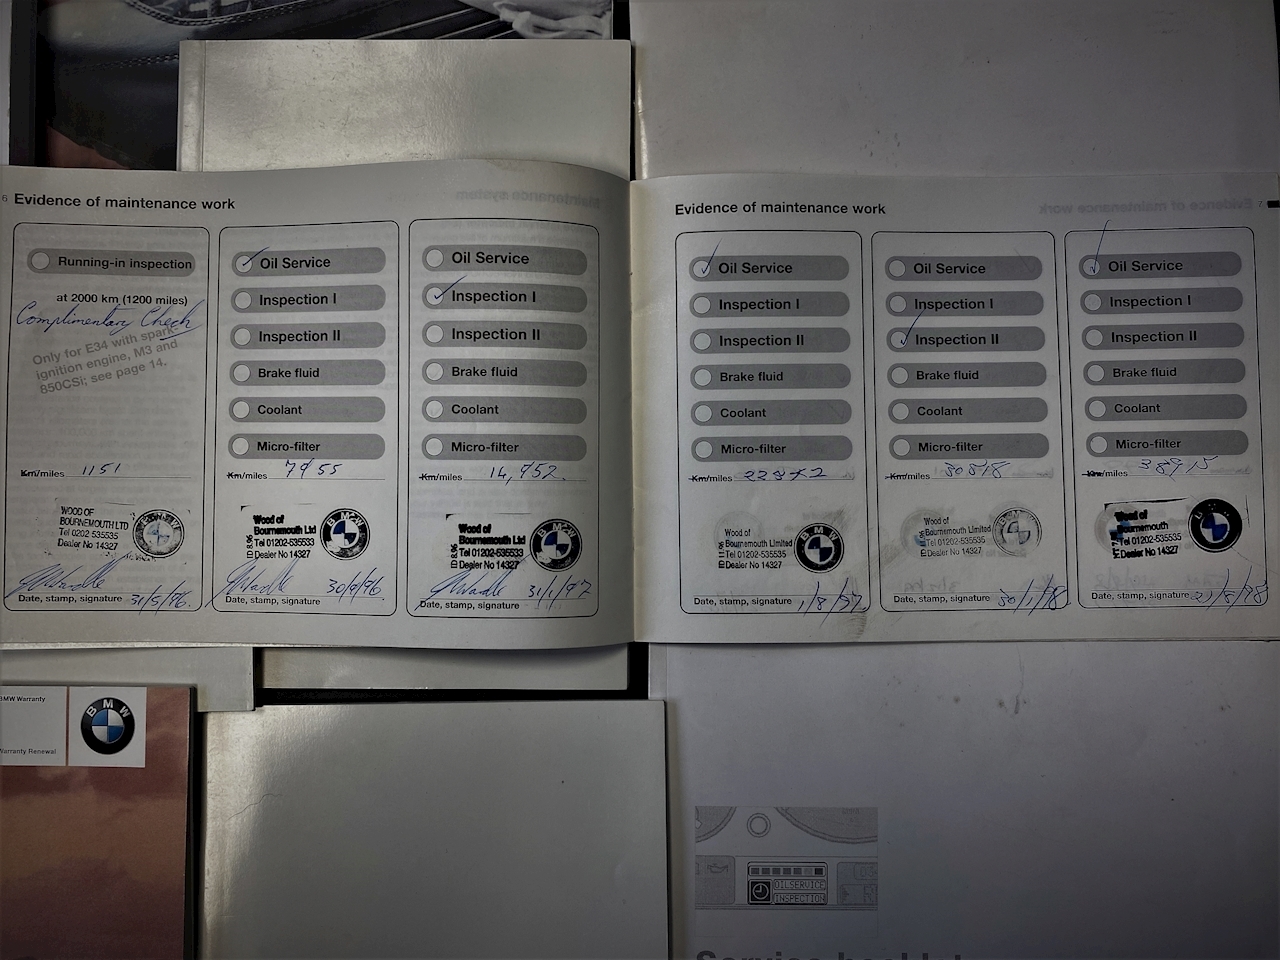 6 Evidence of maintenance work
Running-in inspection
at 2000 km (1200 miles)
Complimentary Check
Only for E34 with spark-
ignition engine, M3 and
850CSi; see page 14.
Km/miles 1151
WOOD OF
BOURNEMOUTH LTD
Tel 0202-535535
Dealer No 14327
Date, stamp, signature 31/5/96.
Oil Service
Inspection I
Inspection II
Brake fluid
Coolant
Micro-filter
Km/miles 7955
Wood of
Bournemouth Ltd
Tel 01202-535533
Dealer No 14327
BMW
Date, stamp, signature 30/8/96
Oil Service
Inspection I
Inspection II
Brake fluid
Coolant
Micro-filter
Km/miles 14,952
Wood of
Bournemouth Ltd
Tel 01202-535533
Dealer No 14327
BMW
Date, stamp, signature 31/1/97
Evidence of maintenance work 7
Oil Service
Inspection I
Inspection II
Brake fluid
Coolant
Micro-filter
Km/miles
Wood of
Bournemouth Limited
Tel 01202-535535
Dealer No 14327
BMW
Date, stamp, signature 1/8/97
Oil Service
Inspection I
Inspection II
Brake fluid
Coolant
Micro-filter
Km/miles 30818
Wood of
Bournemouth Limited
Tel 01202-535535
Dealer No 14327
Date, stamp, signature 30/1/98
Oil Service
Inspection I
Inspection II
Brake fluid
Coolant
Micro-filter
Km/miles 38915
Wood of
Bournemouth
Tel 01202-535535
Dealer No 14327
Date, stamp, signature
BMW Warranty
Warranty Renewal
BMW
OILSERVICE
INSPECTION